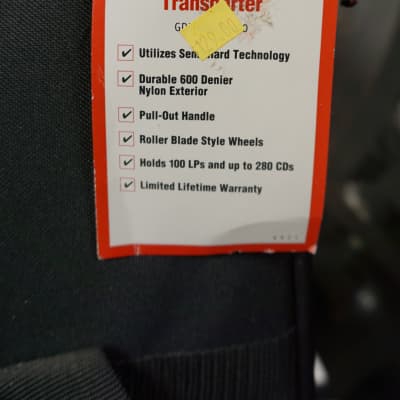 Transporter
Utilizes Semi Hard Technology
Durable 600 Denier
Nylon Exterior
Pull-Out Handle
Roller Blade Style Wheels
Holds 100 LPs and up to 280 CDs
Limited Lifetime Warranty